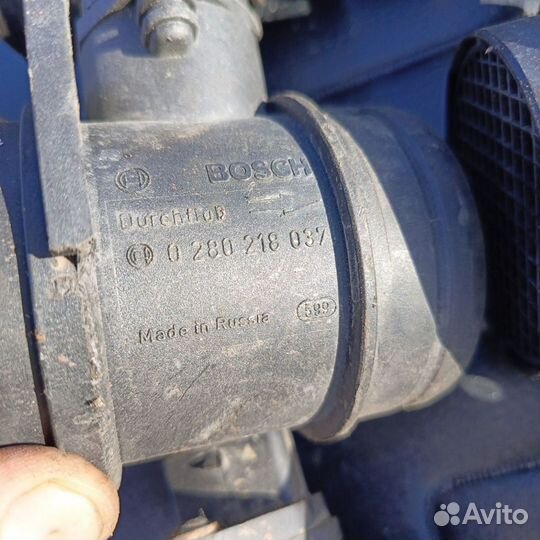 BOSCH
Durchfluß
0 280 218 037
Made in Russia
599
Avito